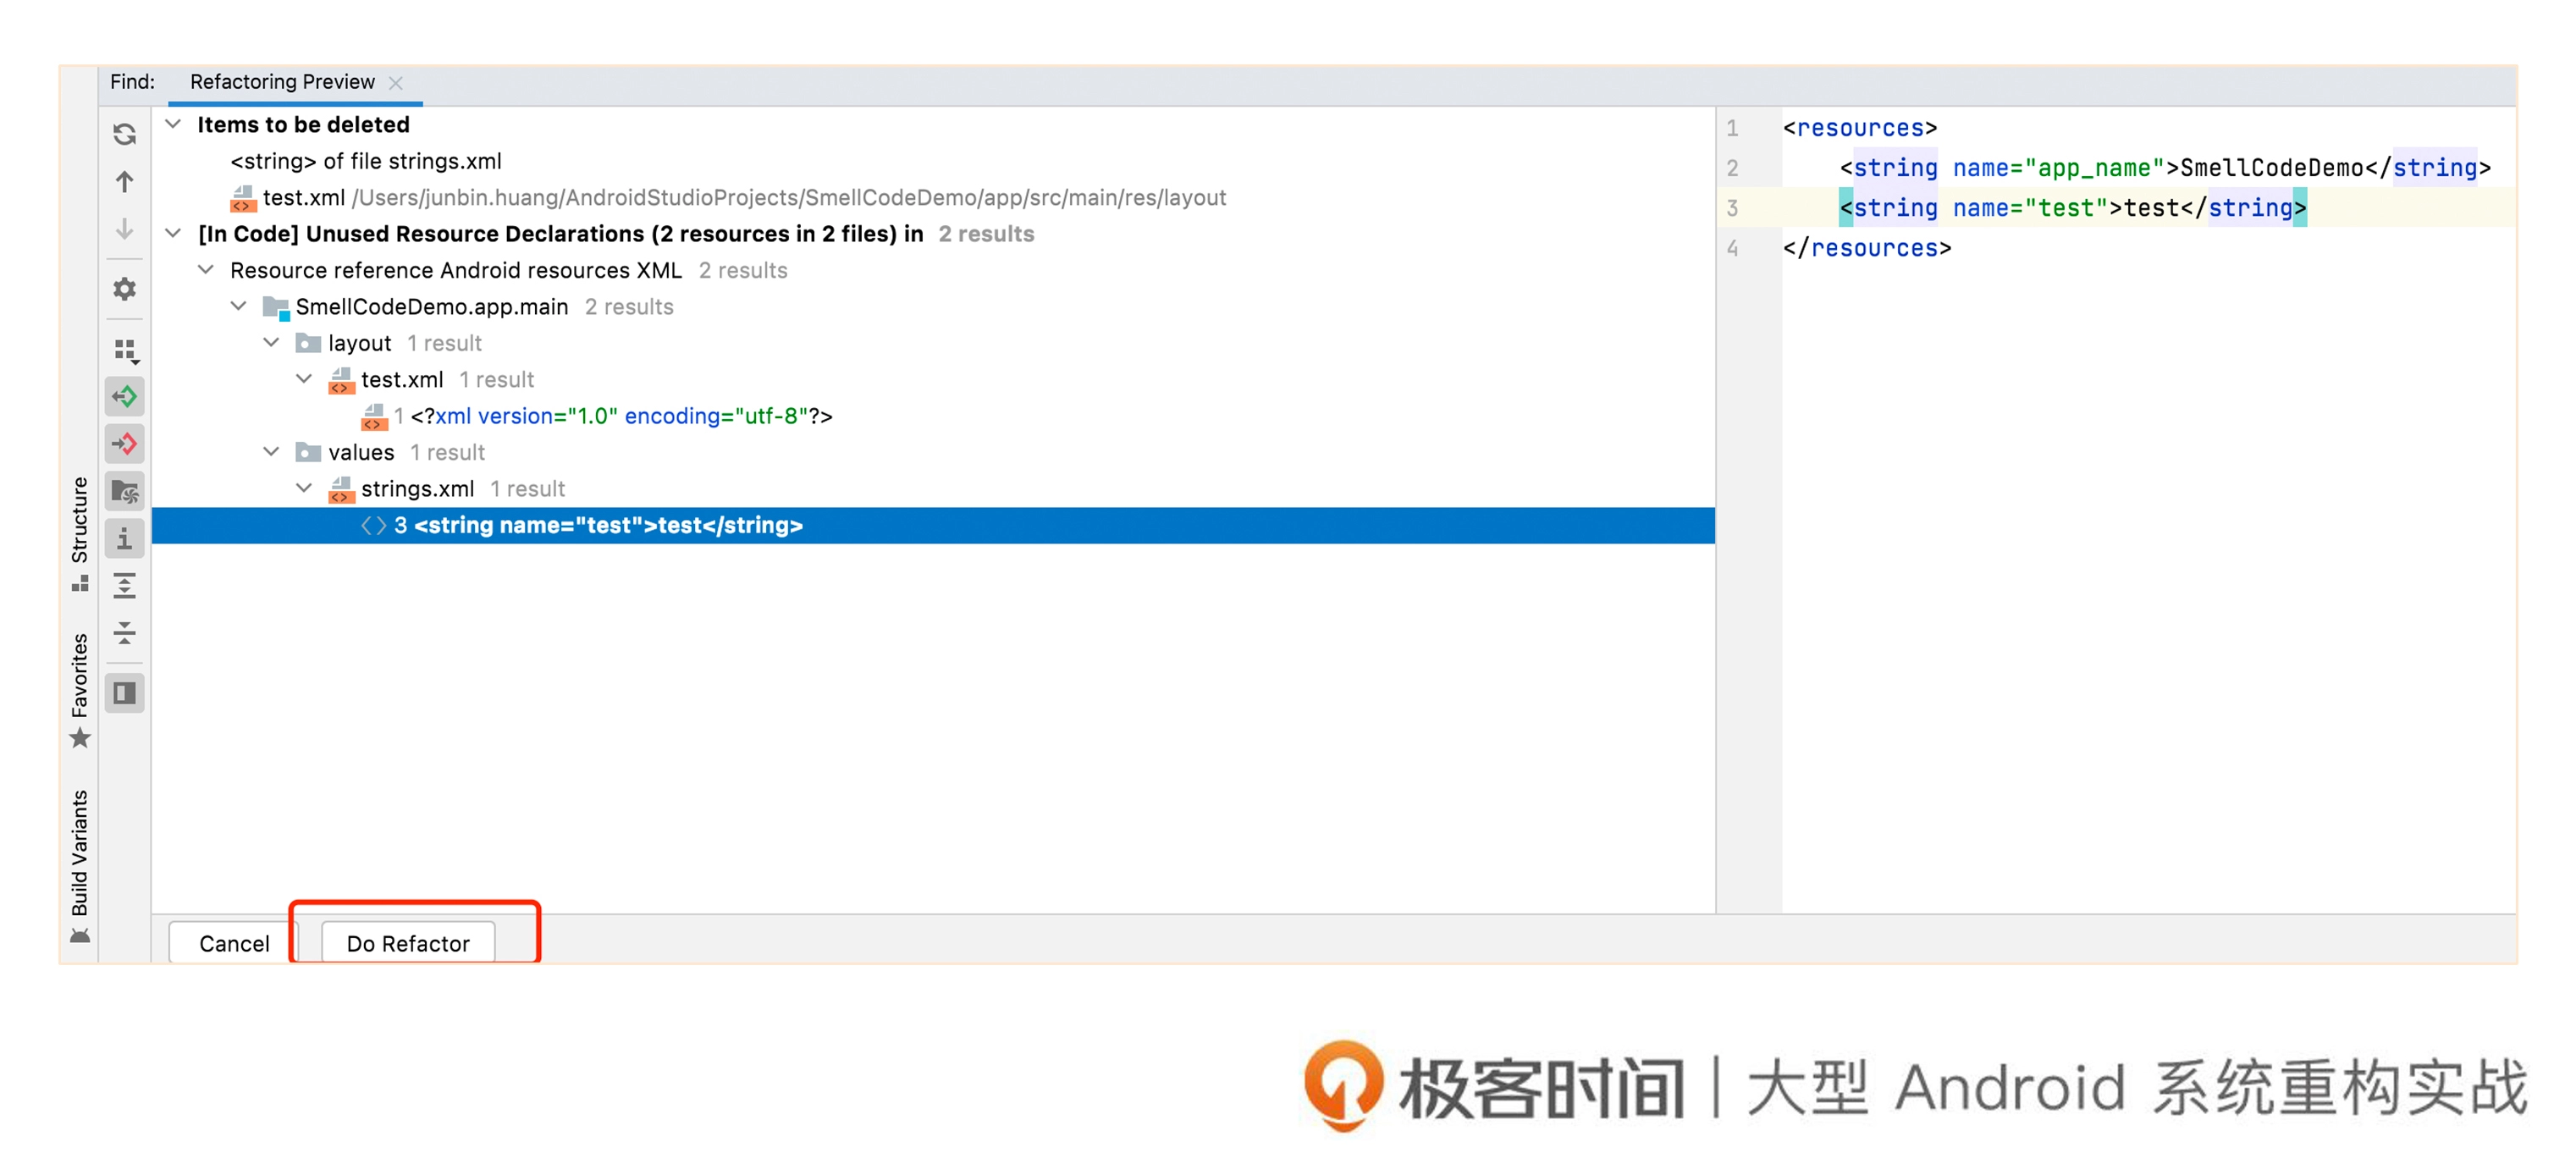 Find: Refactoring Preview
Items to be deleted
<string> of file strings.xml
test.xml /Users/junbin.huang/AndroidStudioProjects/SmellCodeDemo/app/src/main/res/layout
[In Code] Unused Resource Declarations (2 resources in 2 files) in 2 results
Resource reference Android resources XML 2 results
SmellCodeDemo.app.main 2 results
layout 1 result
test.xml 1 result
1 <?xml version="1.0" encoding="utf-8"?>
values 1 result
strings.xml 1 result
3 <string name="test">test</string>
1 <resources>
2 <string name="app_name">SmellCodeDemo</string>
3 <string name="test">test</string>
4 </resources>
Structure
Favorites
Build Variants
Cancel
Do Refactor
极客时间 | 大型 Android 系统重构实战